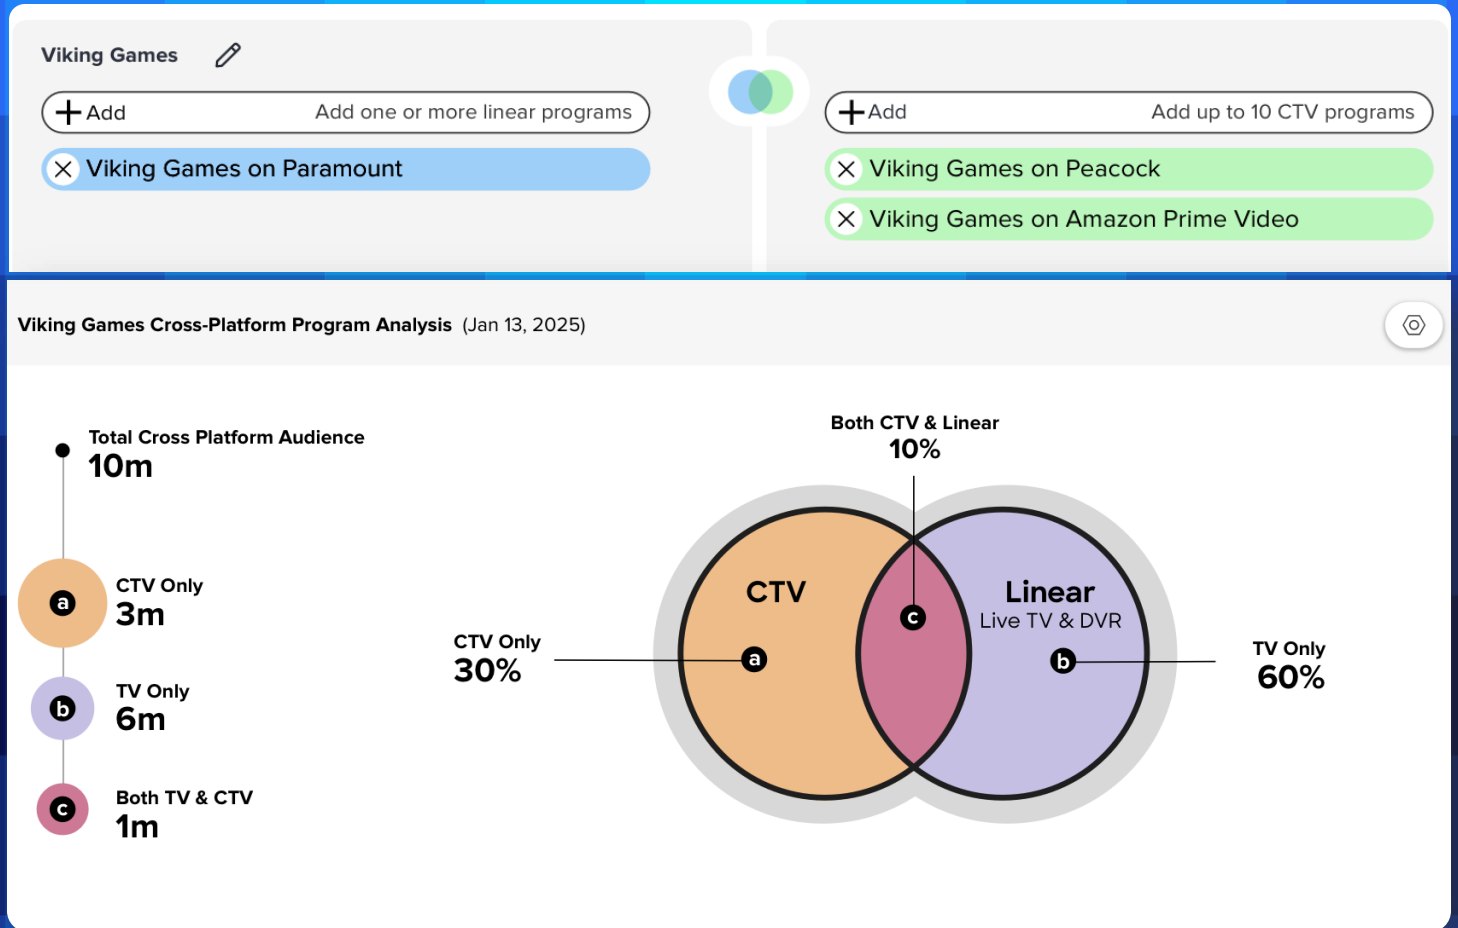 Viking Games
Add
Add one or more linear programs
Viking Games on Paramount
Add
Add up to 10 CTV programs
Viking Games on Peacock
Viking Games on Amazon Prime Video
Viking Games Cross-Platform Program Analysis (Jan 13, 2025)
Total Cross Platform Audience
10m
a
CTV Only
3m
b
TV Only
6m
c
Both TV & CTV
1m
Both CTV & Linear
10%
CTV
Linear
Live TV & DVR
c
CTV Only
30%
a
b
TV Only
60%